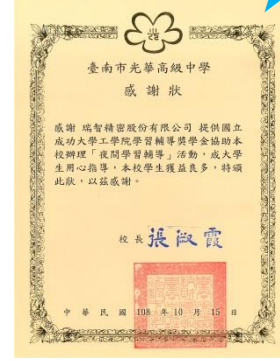 臺南市光華高級中學
感謝狀
感謝 瑞智精密股份有限公司 提供國立
成功大學工學院學習輔導獎學金協助本
校辦理「夜間學習輔導」活動，成大學
生用心指導，本校學生獲益良多，特頒
此狀，以茲感謝。
校長 張淑霞
中華民國 108 年 10 月 15 日